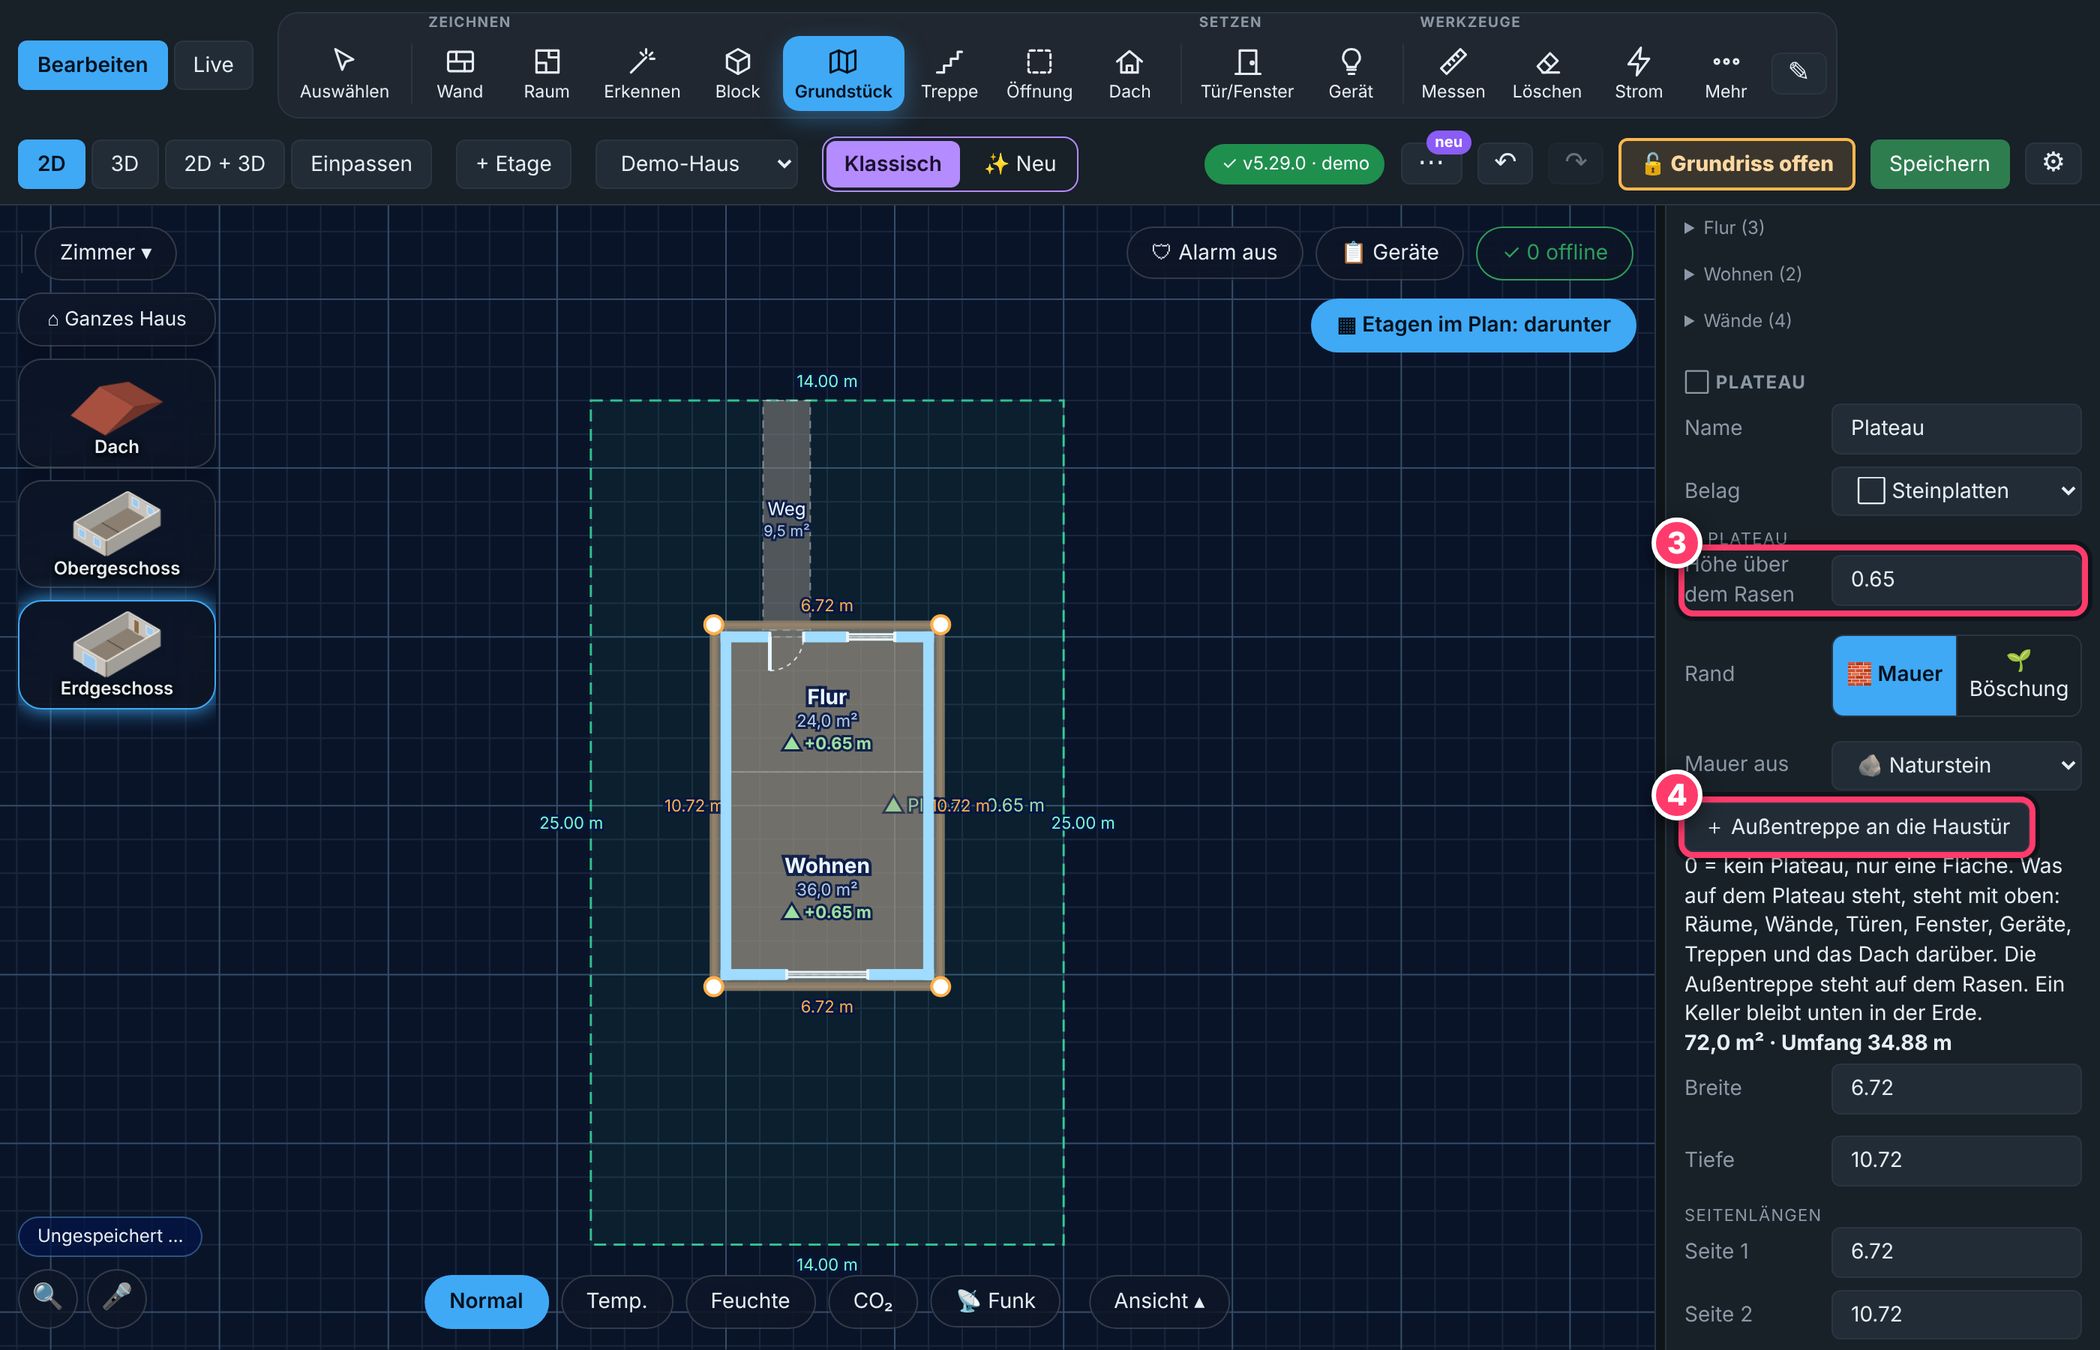 ZEICHNEN
SETZEN
WERKZEUGE
Bearbeiten
Live
Auswählen
Wand
Raum
Erkennen
Block
Grundstück
Treppe
Öffnung
Dach
Tür/Fenster
Gerät
Messen
Löschen
Strom
Mehr
2D
3D
2D + 3D
Einpassen
+ Etage
Demo-Haus
Klassisch
✨ Neu
✓ v5.29.0 · demo
neu
Grundriss offen
Speichern
Zimmer ▾
⌂ Ganzes Haus
Dach
Obergeschoss
Erdgeschoss
Alarm aus
Geräte
✓ 0 offline
Etagen im Plan: darunter
14.00 m
Weg
9,5 m²
6.72 m
Flur
24,0 m²
+0.65 m
10.72 m
10.72 m
0.65 m
25.00 m
25.00 m
Wohnen
36,0 m²
+0.65 m
6.72 m
14.00 m
Ungespeichert ...
Normal
Temp.
Feuchte
CO₂
Funk
Ansicht ▴
▶ Flur (3)
▶ Wohnen (2)
▶ Wände (4)
PLATEAU
Name
Plateau
Belag
Steinplatten
PLATEAU
3
Höhe über
dem Rasen
0.65
Rand
Mauer
Böschung
Mauer aus
Naturstein
4
+ Außentreppe an die Haustür
0 = kein Plateau, nur eine Fläche. Was
auf dem Plateau steht, steht mit oben:
Räume, Wände, Türen, Fenster, Geräte,
Treppen und das Dach darüber. Die
Außentreppe steht auf dem Rasen. Ein
Keller bleibt unten in der Erde.
72,0 m² · Umfang 34.88 m
Breite
6.72
Tiefe
10.72
SEITENLÄNGEN
Seite 1
6.72
Seite 2
10.72